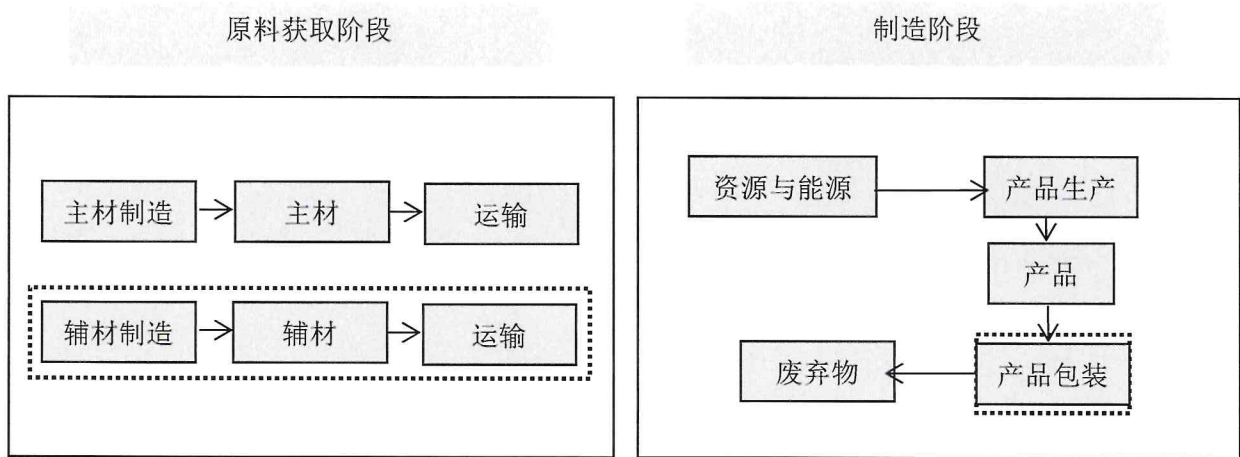 原料获取阶段
制造阶段
主材制造
主材
运输
辅材制造
辅材
运输
资源与能源
产品生产
产品
产品包装
废弃物